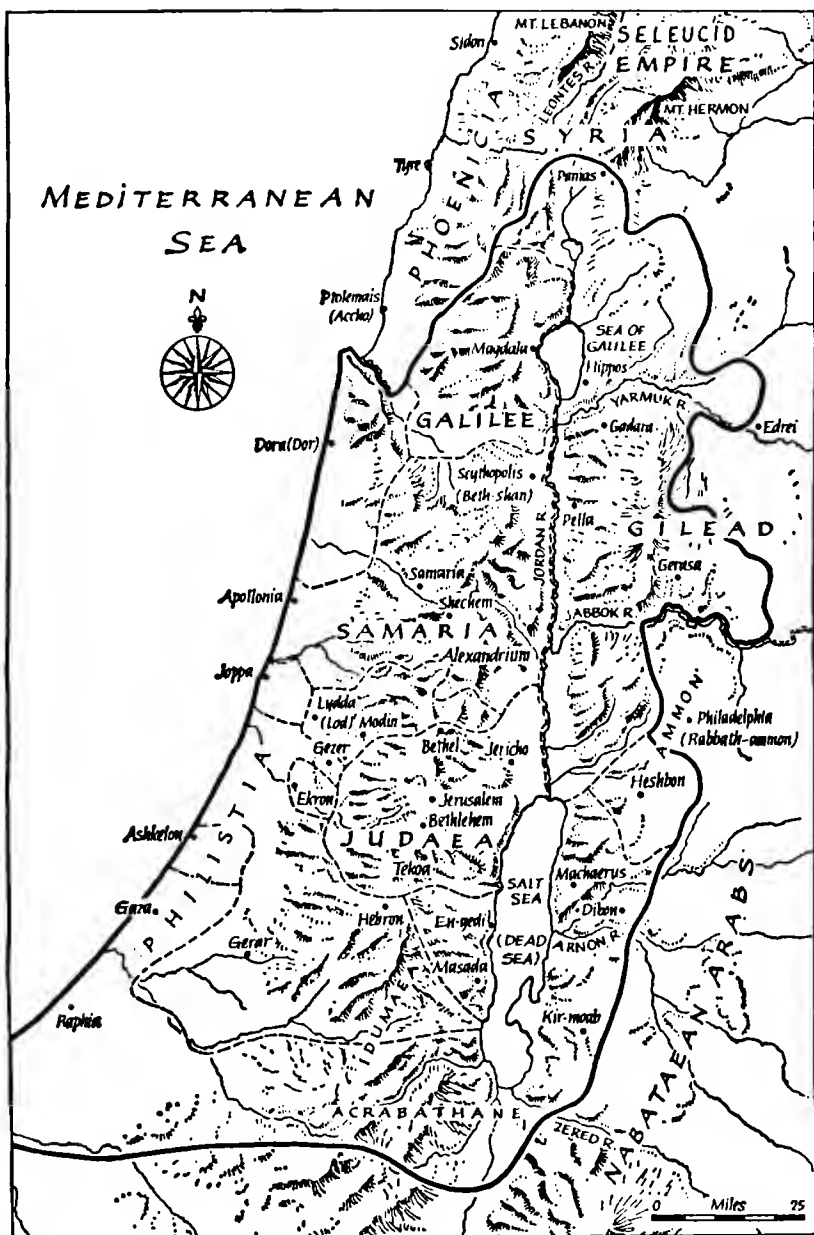 MT. LEBANON
Sidon
SELEUCID
EMPIRE
LEONTES R.
MT. HERMON
SYRIA
PHOENICIA
Tyre
Panias
MEDITERRANEAN
SEA
N
Ptolemais
(Accho)
Magdala
SEA OF
GALILEE
Hippos
YARMUK R.
GALILEE
Gadara
Edrei
Dora (Dor)
Scythopolis
(Beth-shan)
Pella
GILEAD
JORDAN R.
Gerasa
Samaria
Apollonia
Shechem
ABBOK R.
SAMARIA
Alexandrium
Joppa
AMMON
Lydda
(Lod)
Modin
Philadelphia
(Rabbath-ammon)
Gezer
Bethel
Jericho
Heshbon
Ekron
Jerusalem
Bethlehem
Ashkelon
JUDAEA
PHILISTIA
Tekoa
Machaerus
SALT
SEA
Gaza
Hebron
En-gedi
Dibon
(DEAD
SEA)
ARNON R.
Gerar
Masada
Raphia
IDUMAEA
Kir-moab
NABATAEAN ARABS
ACRABATHANE
ZERED R.
0 Miles 25